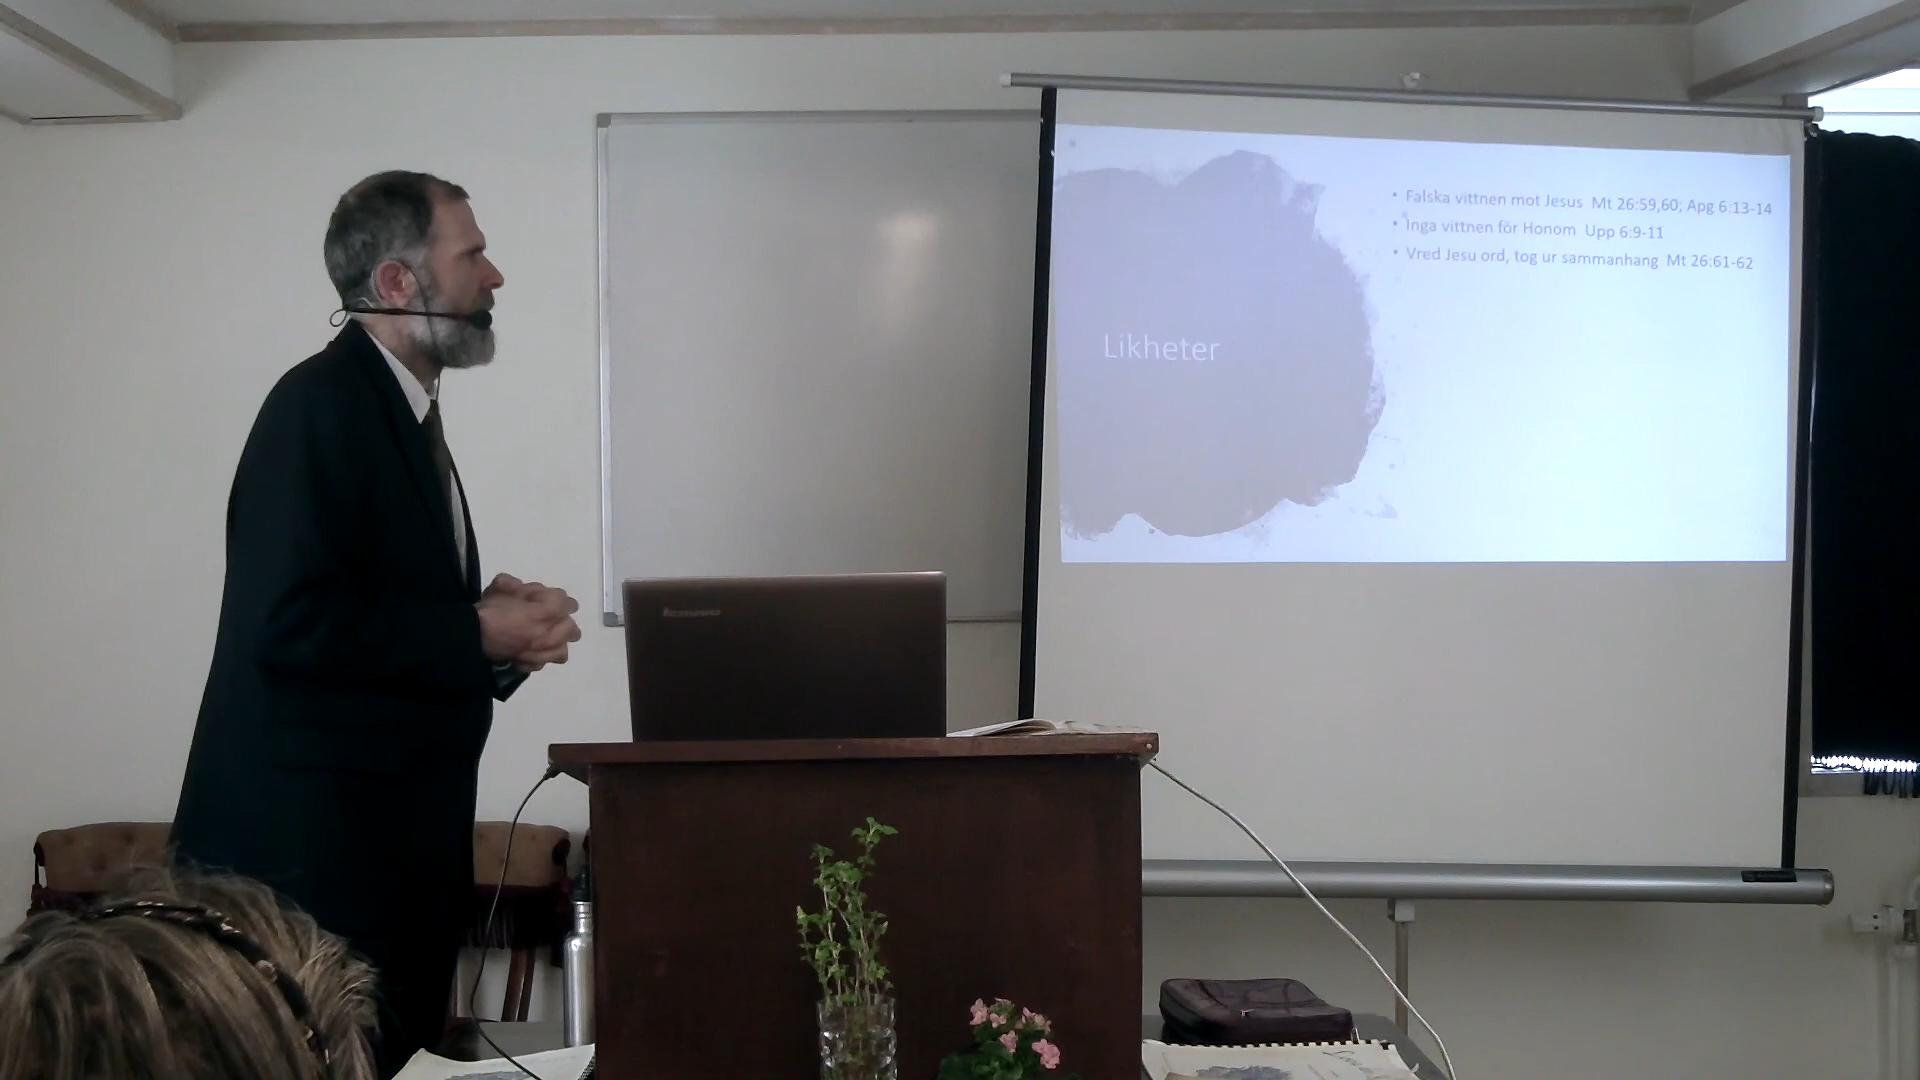 Likheter
• Falska vittnen mot Jesus Mt 26:59,60; Apg 6:13-14
• Inga vittnen för Honom Upp 6:9-11
• Vred Jesu ord, tog ur sammanhang Mt 26:61-62
lenovo